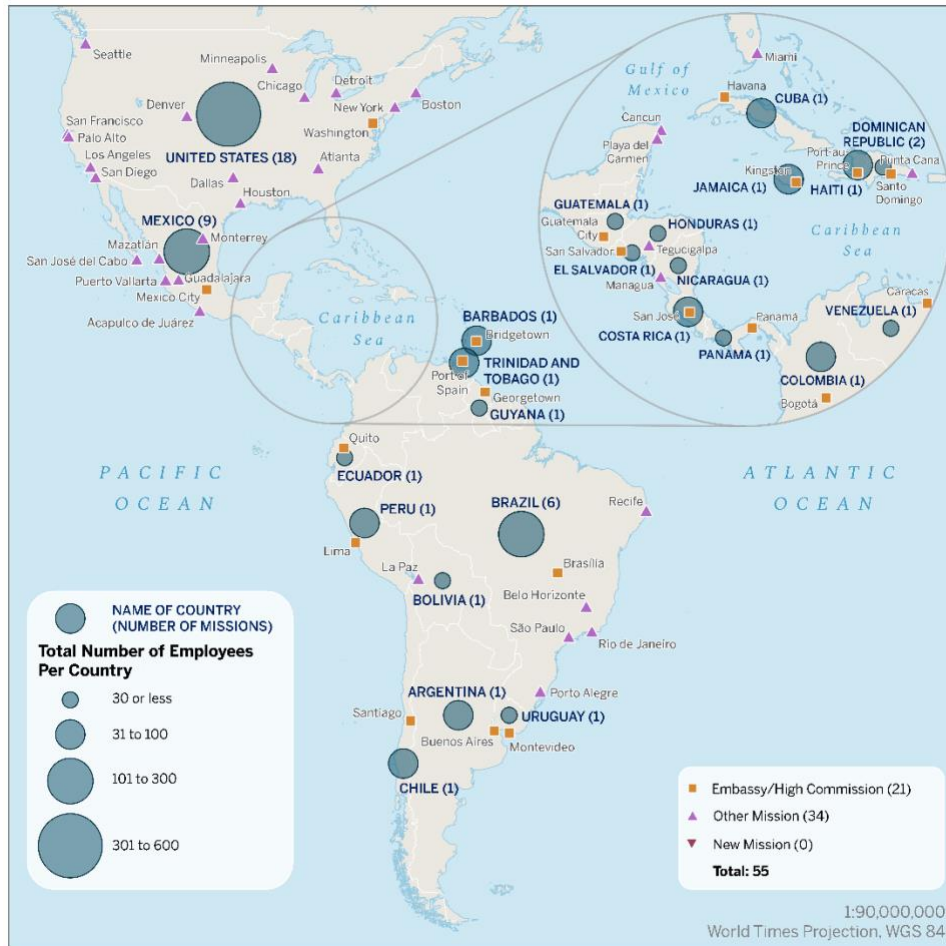 Seattle
Minneapolis
Chicago
Detroit
Denver
New York
Boston
San Francisco
Palo Alto
Washington
UNITED STATES (18)
Los Angeles
San Diego
Atlanta
Dallas
Houston
MEXICO (9)
Monterrey
Mazatlán
San José del Cabo
Guadalajara
Puerto Vallarta
Mexico City
Acapulco de Juárez
Caribbean
Sea
Miami
Gulf of
Mexico
Havana
CUBA (1)
Cancun
Playa del
Carmen
DOMINICAN
REPUBLIC (2)
Port-au-
Prince
Punta Cana
Kingston
JAMAICA (1)
HAITI (1)
Santo
Domingo
GUATEMALA (1)
Guatemala
City
HONDURAS (1)
San Salvador
Tegucigalpa
EL SALVADOR (1)
Managua
NICARAGUA (1)
Caribbean
Sea
Caracas
VENEZUELA (1)
San José
Panamá
COSTA RICA (1)
PANAMA (1)
COLOMBIA (1)
Bogotá
BARBADOS (1)
Bridgetown
TRINIDAD AND
TOBAGO (1)
Port of
Spain
Georgetown
GUYANA (1)
Quito
ECUADOR (1)
PACIFIC
OCEAN
ATLANTIC
OCEAN
PERU (1)
BRAZIL (6)
Recife
Lima
Brasília
La Paz
BOLIVIA (1)
Belo Horizonte
São Paulo
Rio de Janeiro
ARGENTINA (1)
Porto Alegre
Santiago
URUGUAY (1)
Buenos Aires
Montevideo
CHILE (1)
NAME OF COUNTRY
(NUMBER OF MISSIONS)
Total Number of Employees
Per Country
30 or less
31 to 100
101 to 300
301 to 600
Embassy/High Commission (21)
Other Mission (34)
New Mission (0)
Total: 55
1:90,000,000
World Times Projection, WGS 84